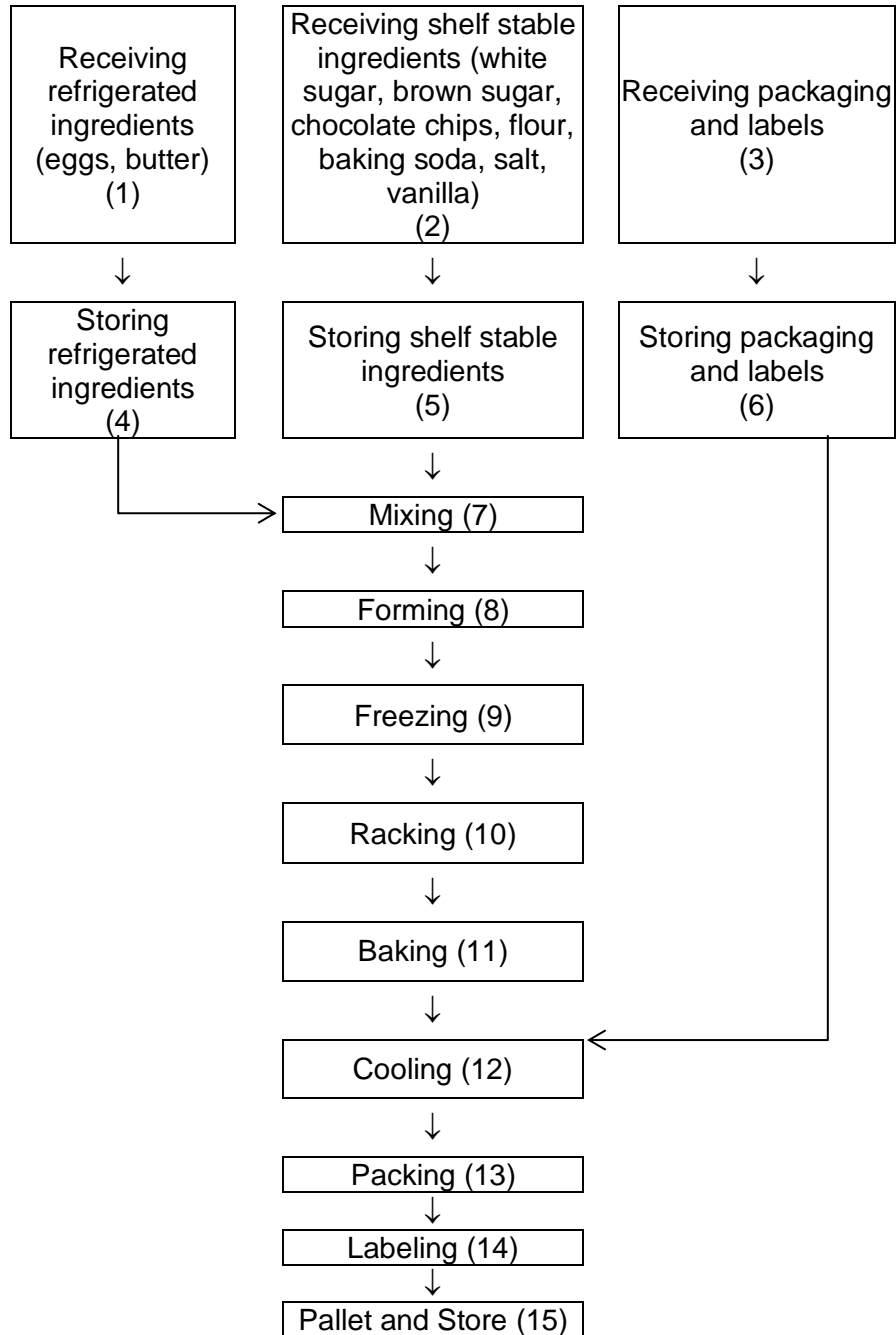 Receiving
refrigerated
ingredients
(eggs, butter)
(1)
Receiving shelf stable
ingredients (white
sugar, brown sugar,
chocolate chips, flour,
baking soda, salt,
vanilla)
(2)
Receiving packaging
and labels
(3)
Storing
refrigerated
ingredients
(4)
Storing shelf stable
ingredients
(5)
Storing packaging
and labels
(6)
Mixing (7)
Forming (8)
Freezing (9)
Racking (10)
Baking (11)
Cooling (12)
Packing (13)
Labeling (14)
Pallet and Store (15)